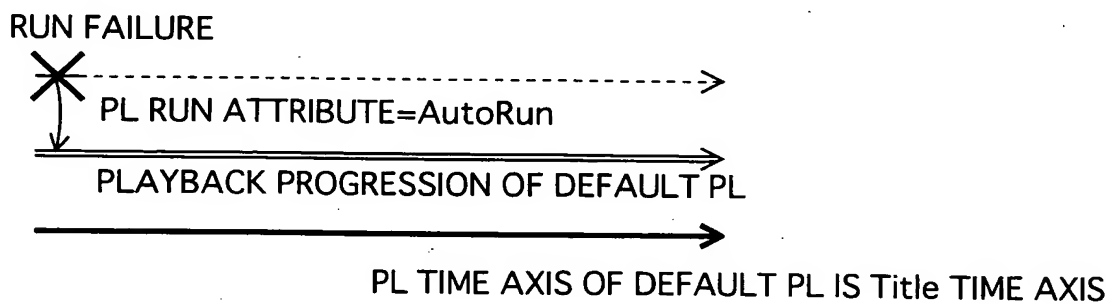 RUN FAILURE
PL RUN ATTRIBUTE=AutoRun
PLAYBACK PROGRESSION OF DEFAULT PL
PL TIME AXIS OF DEFAULT PL IS Title TIME AXIS